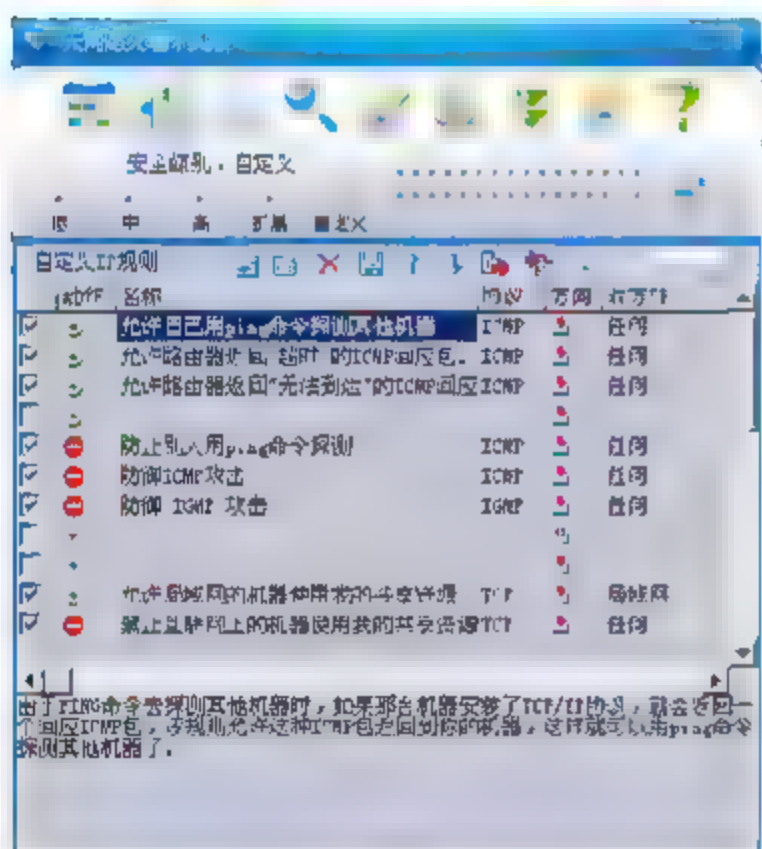 安全级别：自定义
中 高 扩展
自定义IP规则
动作 名称 协议 方向 对方IP
允许自己用ping命令探测其他机器 ICMP 任何
允许路由器返回 超时 的ICMP回应包 ICMP 任何
允许路由器返回"无法到达"的ICMP回应 ICMP 任何
防止别人用ping命令探测 ICMP 任何
防御ICMP攻击 ICMP 任何
防御 IGMP 攻击 IGMP 任何
允许局域网的机器使用我的共享资源 TCP 局域网
禁止互联网上的机器使用我的共享资源 TCP 任何
由于PING命令去探测其他机器时，如果那台机器安装了TCP/IP协议，就会返回一
个回应ICMP包，该规则允许这种ICMP包返回到你的机器，这样就可以用ping命令
探测其他机器了.